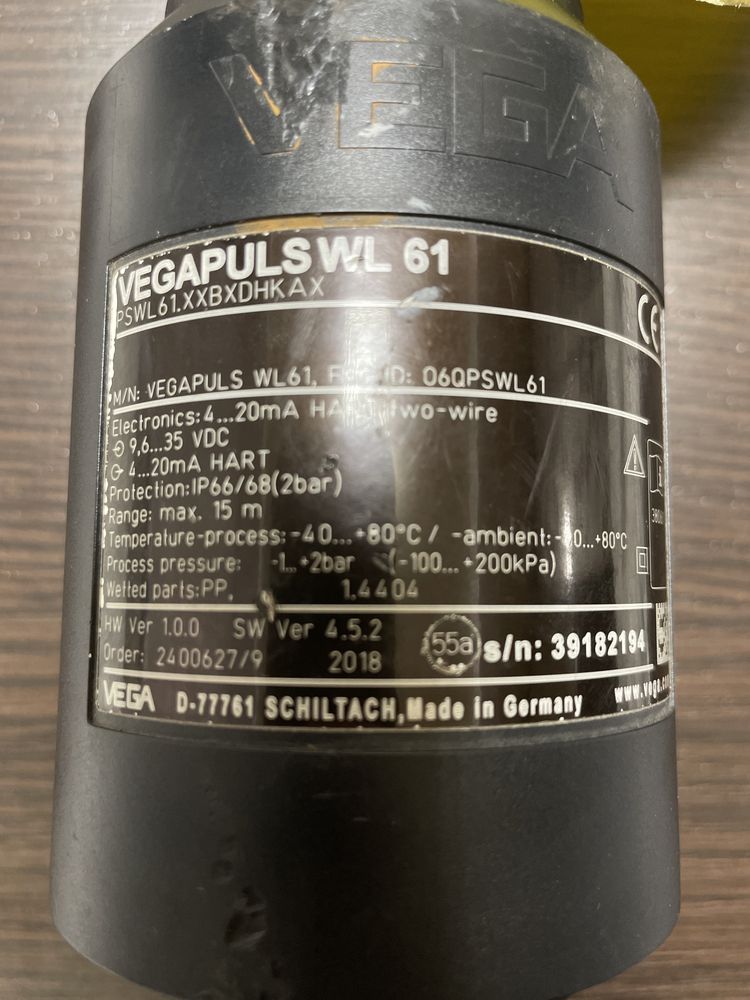 VEGA
VEGAPULS WL 61
PSWL61.XXBXDHKAX
CE
M/N: VEGAPULS WL61, ID: 06QPSWL61
Electronics: 4...20mA HART two-wire
9,6...35 VDC
4...20mA HART
Protection: IP66/68(2bar)
Range: max. 15 m
Temperature-process: -40...+80°C / -ambient: +80°C
Process pressure: -1...+2bar (-100...+200kPa)
Wetted parts: PP, 1,4404
HW Ver 1.0.0 SW Ver 4.5.2
Order: 2400627/9 2018
55a
s/n: 39182194
VEGA D-77761 SCHILTACH, Made in Germany